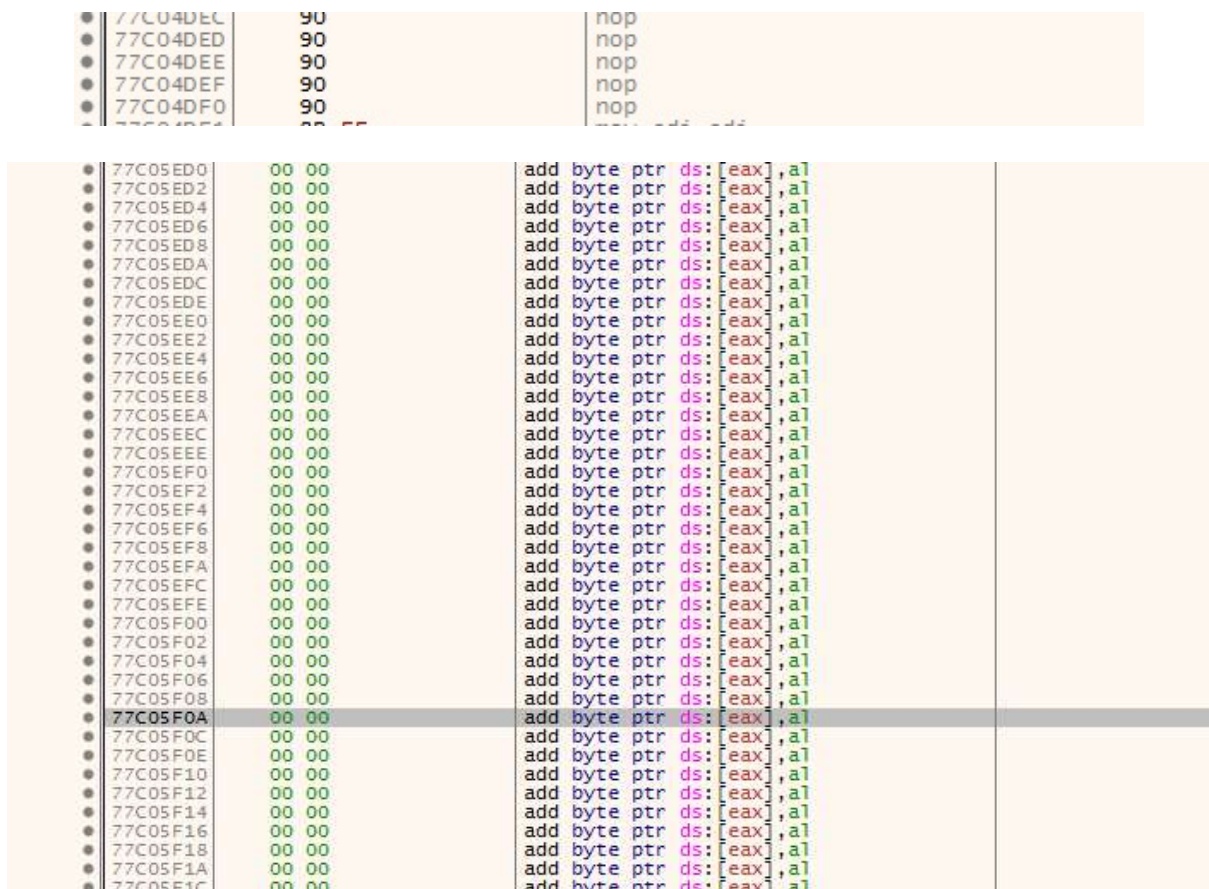 77C04DEC 90 nop
77C04DED 90 nop
77C04DEE 90 nop
77C04DEF 90 nop
77C04DF0 90 nop
77C05ED0 00 00 add byte ptr ds:[eax],al
77C05ED2 00 00 add byte ptr ds:[eax],al
77C05ED4 00 00 add byte ptr ds:[eax],al
77C05ED6 00 00 add byte ptr ds:[eax],al
77C05ED8 00 00 add byte ptr ds:[eax],al
77C05EDA 00 00 add byte ptr ds:[eax],al
77C05EDC 00 00 add byte ptr ds:[eax],al
77C05EDE 00 00 add byte ptr ds:[eax],al
77C05EE0 00 00 add byte ptr ds:[eax],al
77C05EE2 00 00 add byte ptr ds:[eax],al
77C05EE4 00 00 add byte ptr ds:[eax],al
77C05EE6 00 00 add byte ptr ds:[eax],al
77C05EE8 00 00 add byte ptr ds:[eax],al
77C05EEA 00 00 add byte ptr ds:[eax],al
77C05EEC 00 00 add byte ptr ds:[eax],al
77C05EEE 00 00 add byte ptr ds:[eax],al
77C05EF0 00 00 add byte ptr ds:[eax],al
77C05EF2 00 00 add byte ptr ds:[eax],al
77C05EF4 00 00 add byte ptr ds:[eax],al
77C05EF6 00 00 add byte ptr ds:[eax],al
77C05EF8 00 00 add byte ptr ds:[eax],al
77C05EFA 00 00 add byte ptr ds:[eax],al
77C05EFC 00 00 add byte ptr ds:[eax],al
77C05EFE 00 00 add byte ptr ds:[eax],al
77C05F00 00 00 add byte ptr ds:[eax],al
77C05F02 00 00 add byte ptr ds:[eax],al
77C05F04 00 00 add byte ptr ds:[eax],al
77C05F06 00 00 add byte ptr ds:[eax],al
77C05F08 00 00 add byte ptr ds:[eax],al
77C05F0A 00 00 add byte ptr ds:[eax],al
77C05F0C 00 00 add byte ptr ds:[eax],al
77C05F0E 00 00 add byte ptr ds:[eax],al
77C05F10 00 00 add byte ptr ds:[eax],al
77C05F12 00 00 add byte ptr ds:[eax],al
77C05F14 00 00 add byte ptr ds:[eax],al
77C05F16 00 00 add byte ptr ds:[eax],al
77C05F18 00 00 add byte ptr ds:[eax],al
77C05F1A 00 00 add byte ptr ds:[eax],al
77C05F1C 00 00 add byte ptr ds:[eax],al